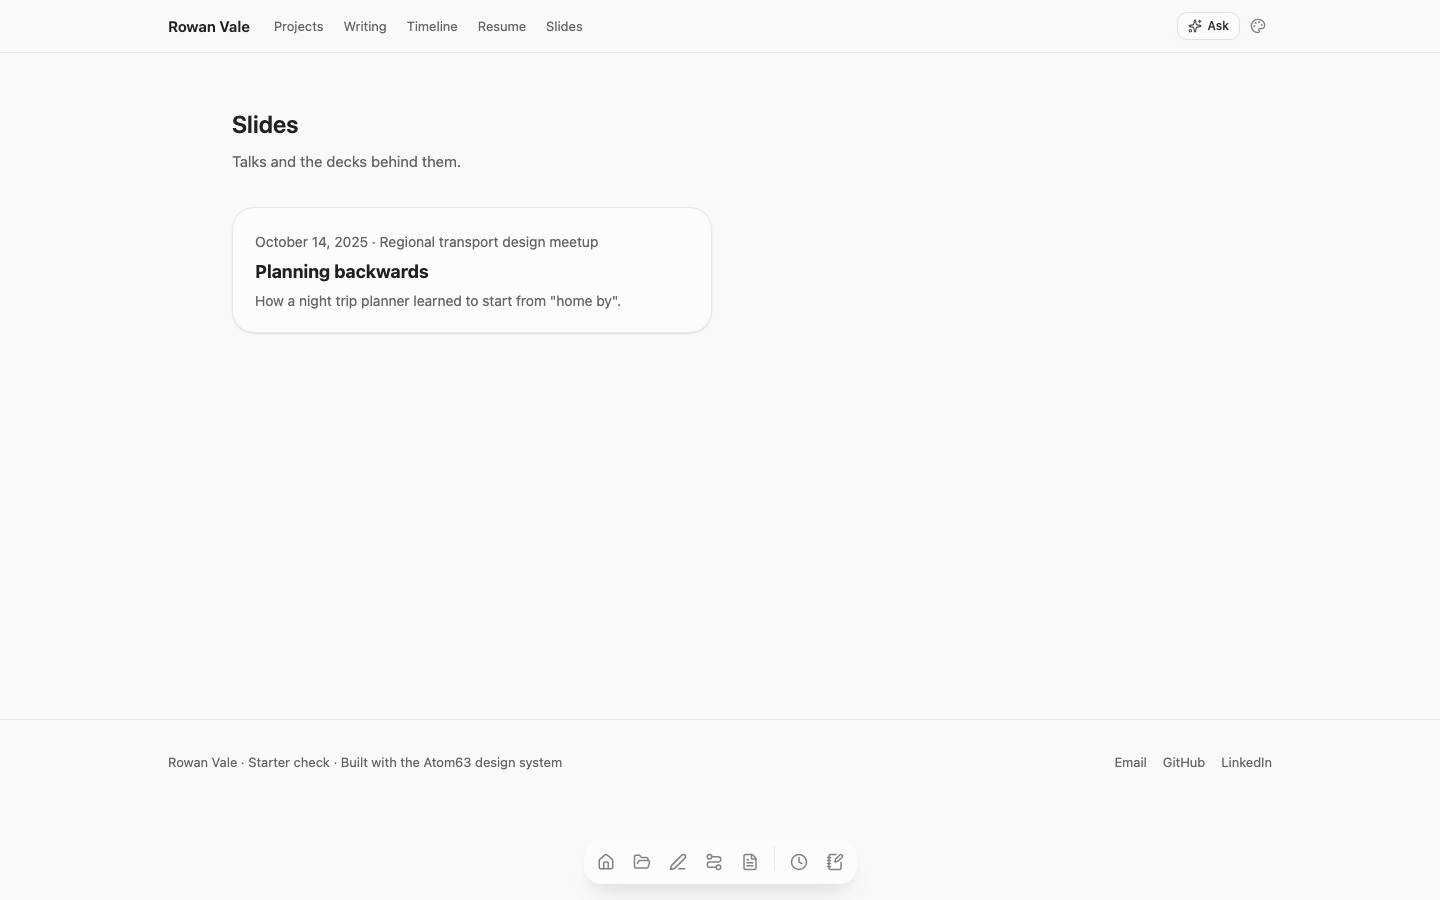 Rowan Vale
Projects
Writing
Timeline
Resume
Slides
Ask
Slides
Talks and the decks behind them.
October 14, 2025 · Regional transport design meetup
Planning backwards
How a night trip planner learned to start from "home by".
Rowan Vale · Starter check · Built with the Atom63 design system
Email
GitHub
LinkedIn